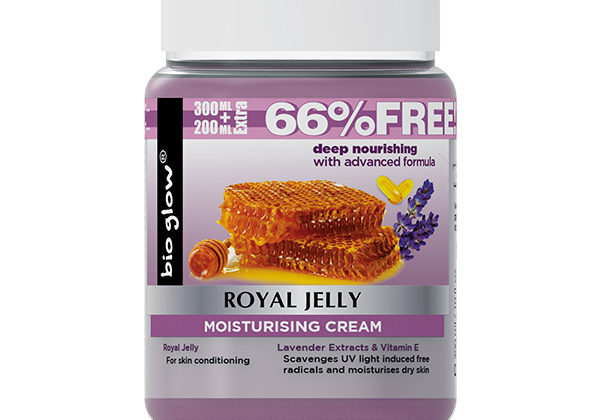 300ML
+
200ML
Extra
66%FREE!
deep nourishing
with advanced formula
bio glow®
ROYAL JELLY
MOISTURISING CREAM
Royal Jelly
For skin conditioning
Lavender Extracts & Vitamin E
Scavenges UV light induced free
radicals and moisturises dry skin